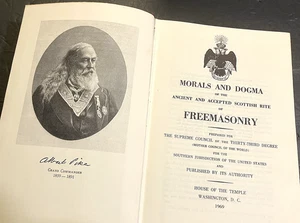 Albert Pike
GRAND COMMANDER
1859 - 1891
MORALS AND DOGMA
OF THE
ANCIENT AND ACCEPTED SCOTTISH RITE
OF
FREEMASONRY
PREPARED FOR
THE SUPREME COUNCIL OF THE THIRTY-THIRD DEGREE
(MOTHER COUNCIL OF THE WORLD)
FOR THE
SOUTHERN JURISDICTION OF THE UNITED STATES
AND
PUBLISHED BY ITS AUTHORITY
HOUSE OF THE TEMPLE
WASHINGTON, D. C.
1969